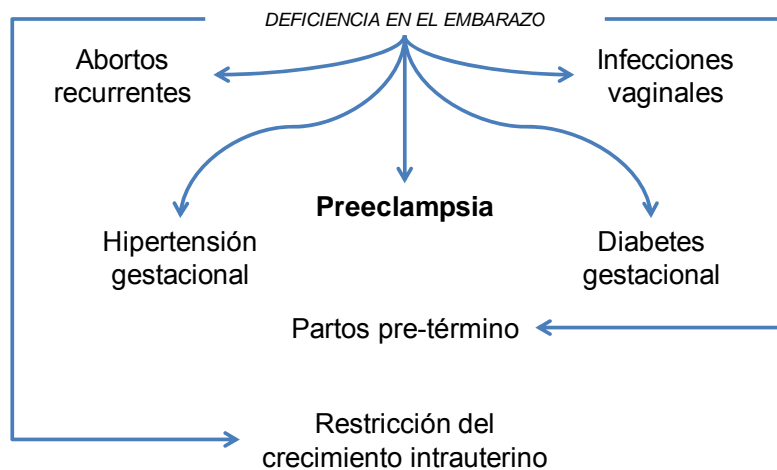 DEFICIENCIA EN EL EMBARAZO
Abortos
recurrentes
Infecciones
vaginales
Preeclampsia
Hipertensión
gestacional
Diabetes
gestacional
Partos pre-término
Restricción del
crecimiento intrauterino